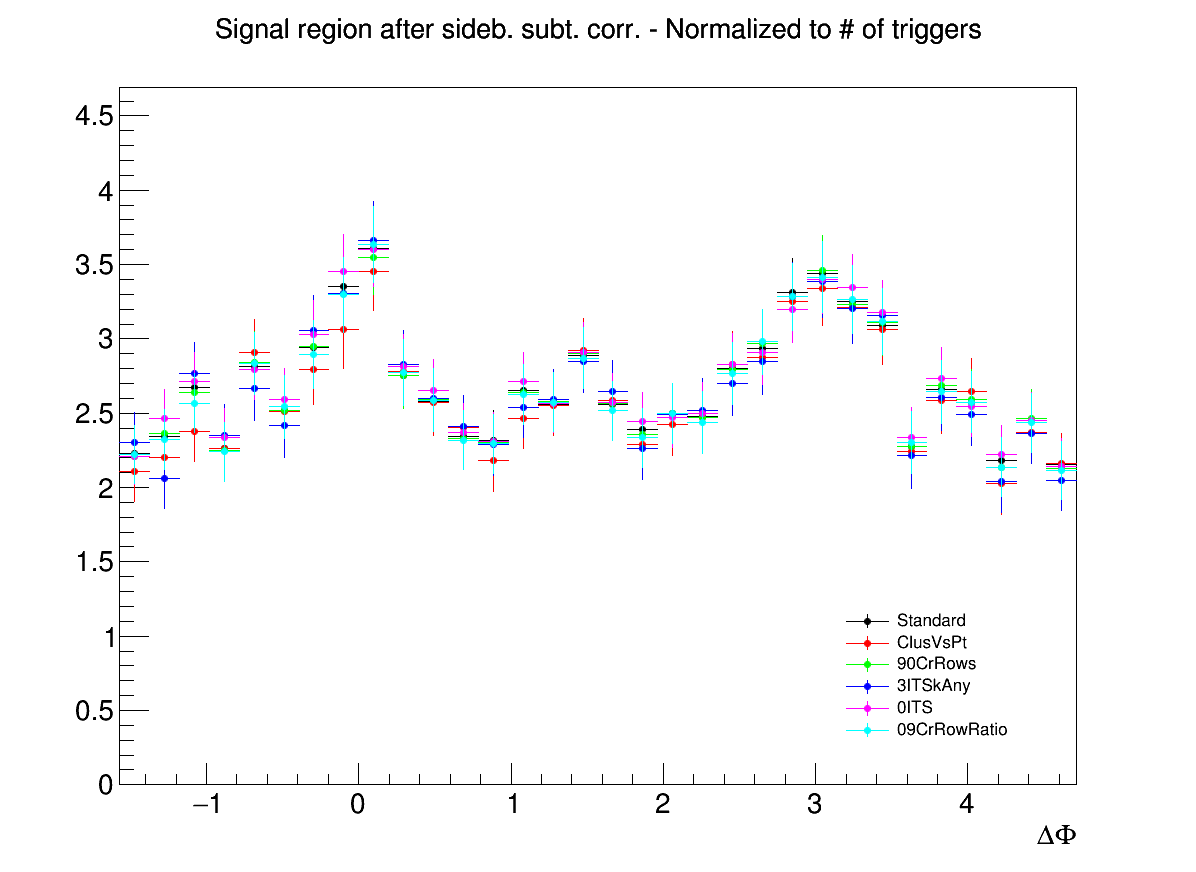 Signal region after sideb. subt. corr. - Normalized to # of triggers
4.5
4
3.5
3
2.5
2
1.5
1
0.5
0
−1
0
1
2
3
4
ΔΦ
Standard
ClusVsPt
90CrRows
3ITSkAny
0ITS
09CrRowRatio